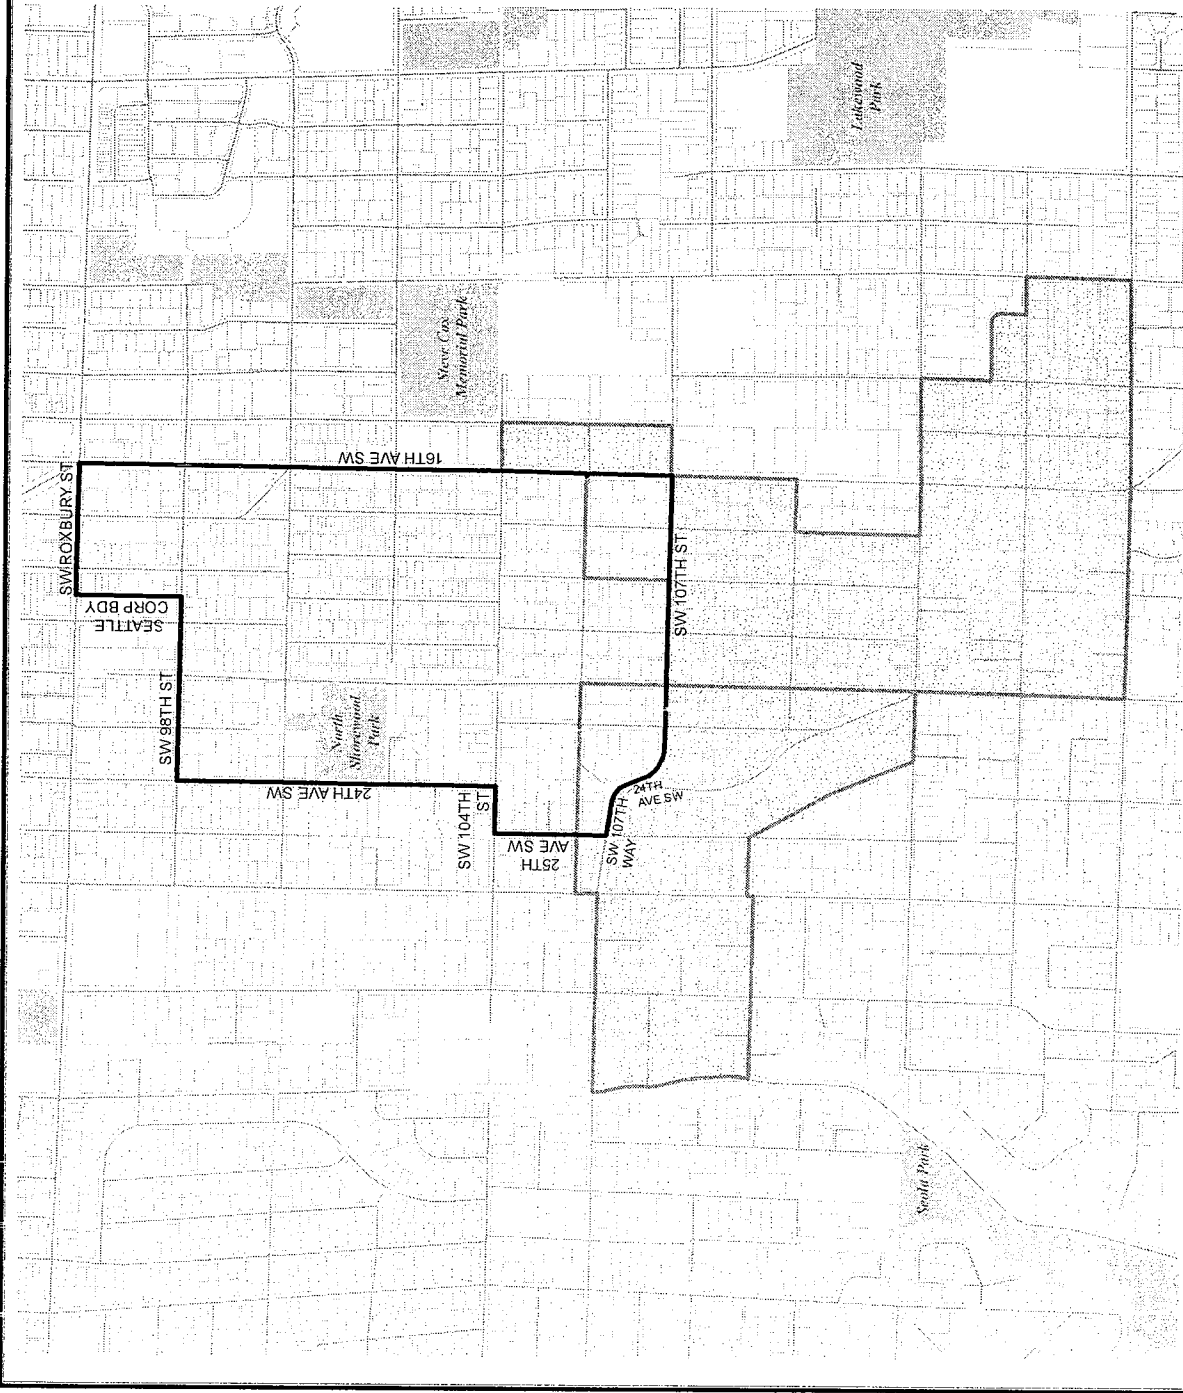 Lakewood
Park
Steve Cox
Memorial Park
16TH AVE SW
SW ROXBURY ST
SEATTLE
CORP BDY
SW 98TH ST
North
Shorewood
Park
24TH AVE SW
SW 104TH
ST
25TH
AVE SW
SW 107TH
WAY
24TH
AVE SW
SW 107TH ST
Seola Park